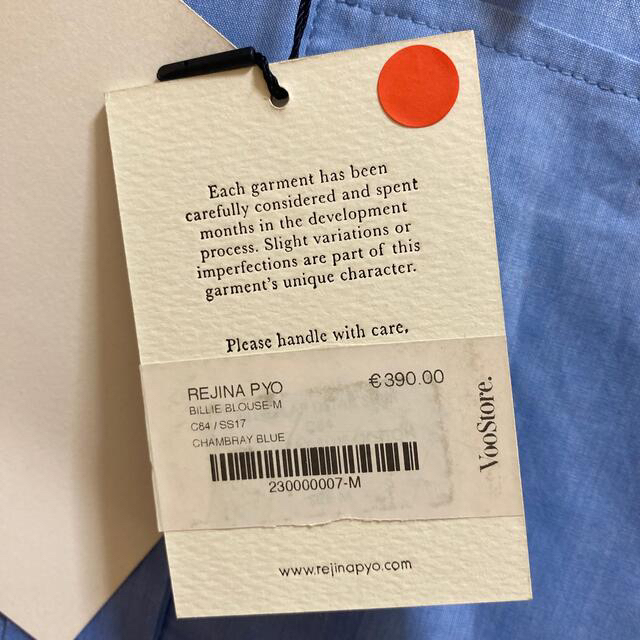 Each garment has been
carefully considered and spent
months in the development
process. Slight variations or
imperfections are part of this
garment's unique character.
Please handle with care.
REJINA PYO €390.00
BILLIE BLOUSE-M
C64 / SS17
CHAMBRAY BLUE
230000007-M
VooStore.
www.rejinapyo.com